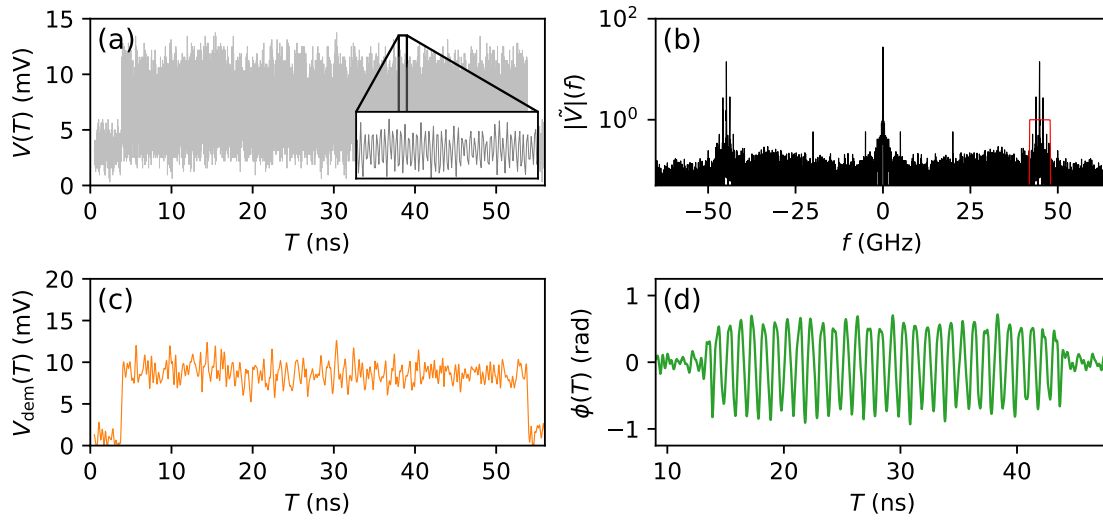 (a)
15
10
5
0
V(T) (mV)
0 10 20 30 40 50
T (ns)
(b)
10²
10⁰
|Ṽ|(f)
−50 −25 0 25 50
f (GHz)
(c)
20
15
10
5
0
V_dem(T) (mV)
0 10 20 30 40 50
T (ns)
(d)
1
0
−1
ϕ(T) (rad)
10 20 30 40
T (ns)